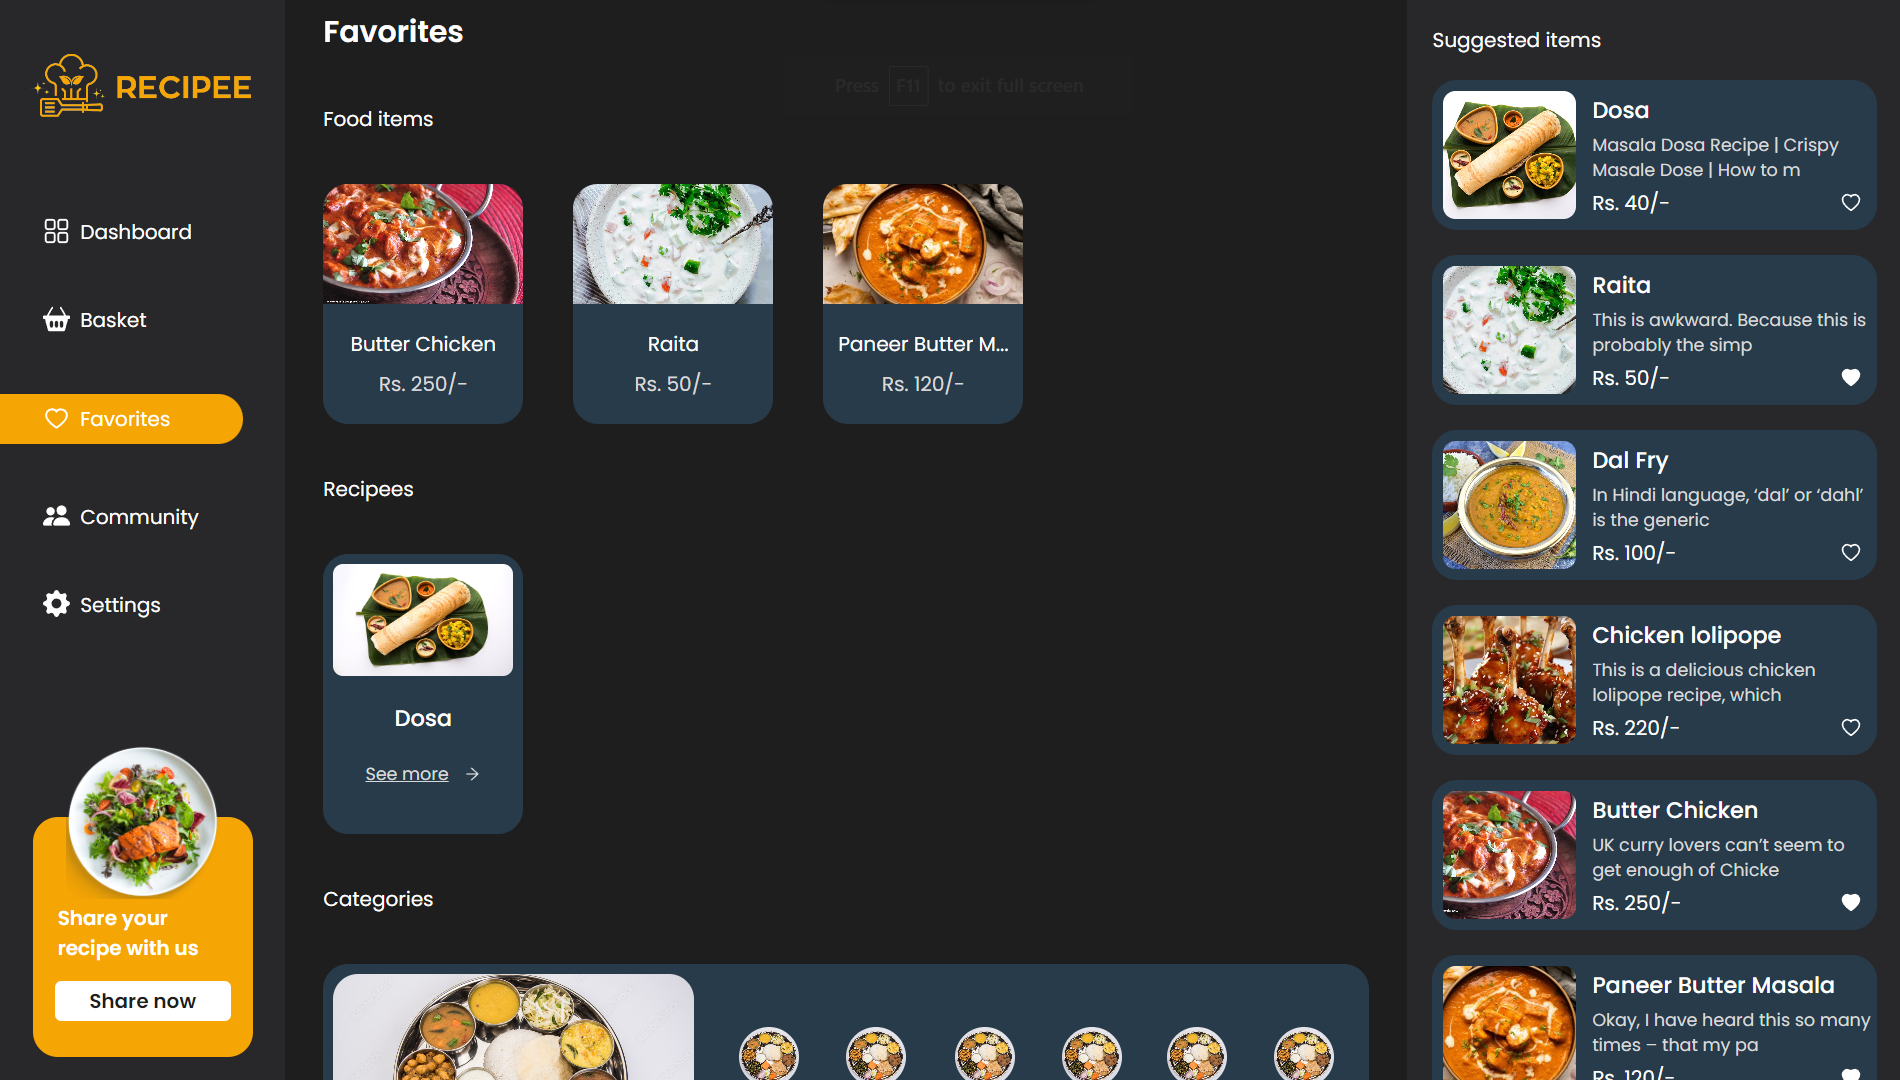 RECIPEE
Dashboard
Basket
Favorites
Community
Settings
Share your
recipe with us
Share now
Favorites
Press F11 to exit full screen
Food items
Butter Chicken
Rs. 250/-
Raita
Rs. 50/-
Paneer Butter M...
Rs. 120/-
Recipees
Dosa
See more
Categories
Suggested items
Dosa
Masala Dosa Recipe | Crispy
Masale Dose | How to m
Rs. 40/-
Raita
This is awkward. Because this is
probably the simp
Rs. 50/-
Dal Fry
In Hindi language, ‘dal’ or ‘dahl’
is the generic
Rs. 100/-
Chicken lolipope
This is a delicious chicken
lolipope recipe, which
Rs. 220/-
Butter Chicken
UK curry lovers can’t seem to
get enough of Chicke
Rs. 250/-
Paneer Butter Masala
Okay, I have heard this so many
times – that my pa
Rs. 120/-